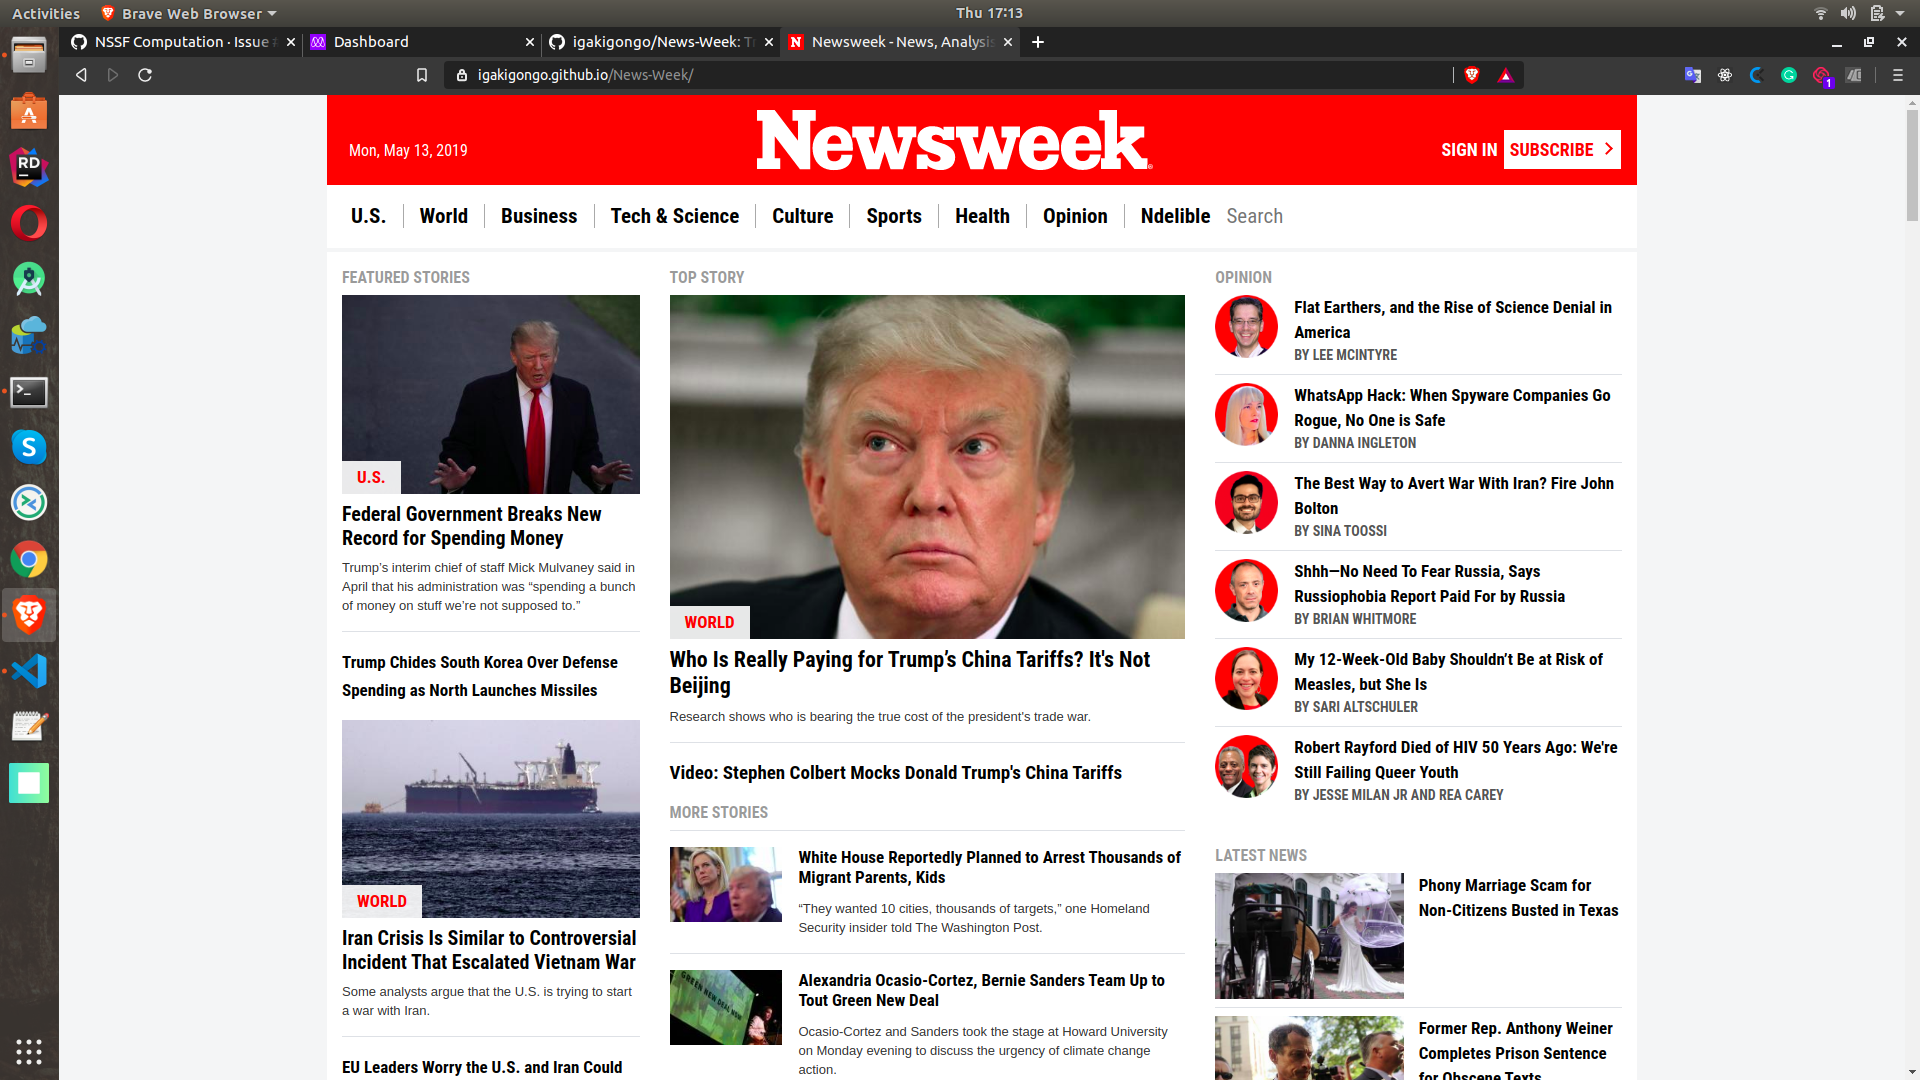 Activities
Brave Web Browser
Thu 17:13
NSSF Computation · Issue
Dashboard
igakigongo/News-Week: T
Newsweek - News, Analysis
igakigongo.github.io/News-Week/
1
Mon, May 13, 2019
Newsweek
SIGN IN
SUBSCRIBE
U.S.
World
Business
Tech & Science
Culture
Sports
Health
Opinion
Ndelible
Search
FEATURED STORIES
U.S.
Federal Government Breaks New
Record for Spending Money
Trump’s interim chief of staff Mick Mulvaney said in
April that his administration was “spending a bunch
of money on stuff we’re not supposed to.”
Trump Chides South Korea Over Defense
Spending as North Launches Missiles
WORLD
Iran Crisis Is Similar to Controversial
Incident That Escalated Vietnam War
Some analysts argue that the U.S. is trying to start
a war with Iran.
EU Leaders Worry the U.S. and Iran Could
TOP STORY
WORLD
Who Is Really Paying for Trump’s China Tariffs? It's Not
Beijing
Research shows who is bearing the true cost of the president's trade war.
Video: Stephen Colbert Mocks Donald Trump's China Tariffs
MORE STORIES
White House Reportedly Planned to Arrest Thousands of
Migrant Parents, Kids
“They wanted 10 cities, thousands of targets,” one Homeland
Security insider told The Washington Post.
GREEN NEW DEAL NOW
Alexandria Ocasio-Cortez, Bernie Sanders Team Up to
Tout Green New Deal
Ocasio-Cortez and Sanders took the stage at Howard University
on Monday evening to discuss the urgency of climate change
action.
OPINION
Flat Earthers, and the Rise of Science Denial in
America
BY LEE MCINTYRE
WhatsApp Hack: When Spyware Companies Go
Rogue, No One is Safe
BY DANNA INGLETON
The Best Way to Avert War With Iran? Fire John
Bolton
BY SINA TOOSSI
Shhh—No Need To Fear Russia, Says
Russiophobia Report Paid For by Russia
BY BRIAN WHITMORE
My 12-Week-Old Baby Shouldn’t Be at Risk of
Measles, but She Is
BY SARI ALTSCHULER
Robert Rayford Died of HIV 50 Years Ago: We're
Still Failing Queer Youth
BY JESSE MILAN JR AND REA CAREY
LATEST NEWS
Phony Marriage Scam for
Non-Citizens Busted in Texas
Former Rep. Anthony Weiner
Completes Prison Sentence
for Obscene Texts